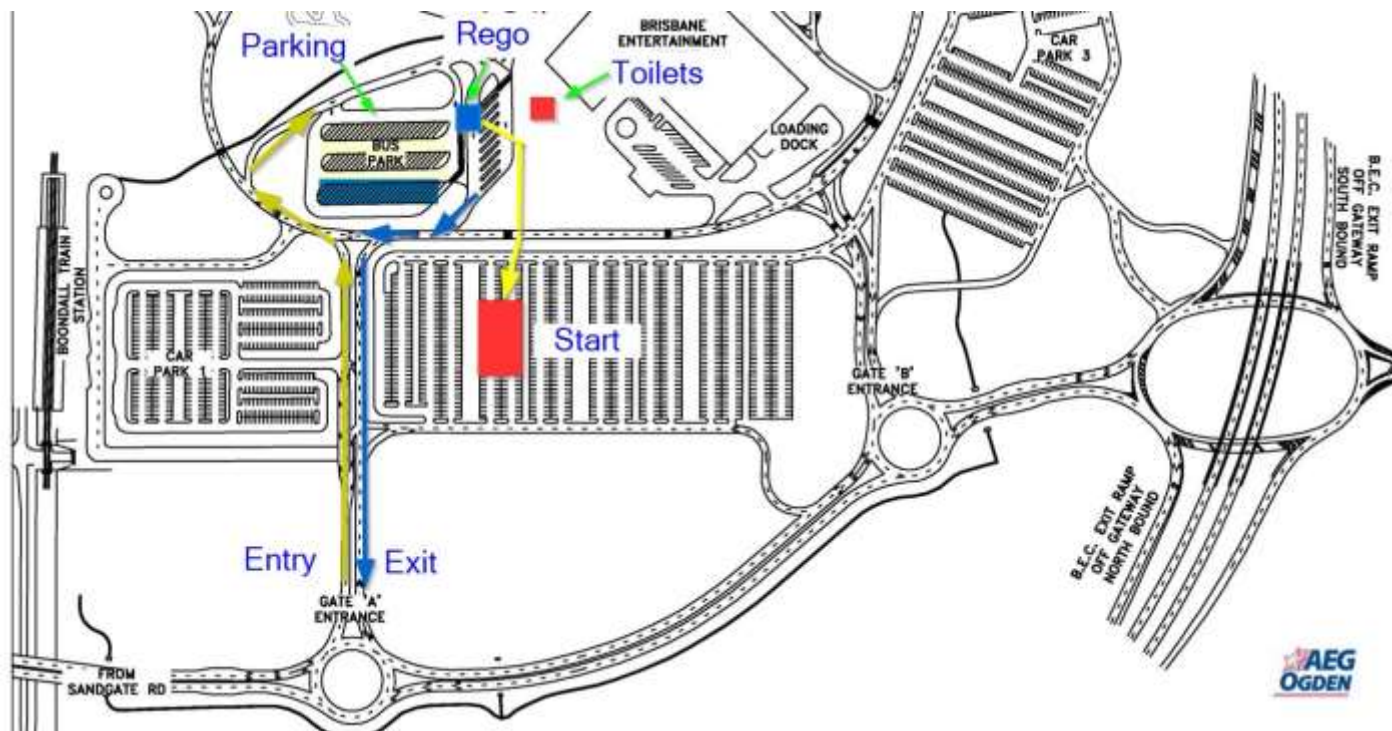 Parking
Rego
Toilets
BRISBANE
ENTERTAINMENT
CAR
PARK 3
LOADING
DOCK
BUS
PARK
B.E.C. EXIT RAMP
OFF GATEWAY
SOUTH BOUND
BOONDALL TRAIN
STATION
CAR
PARK 1
Start
GATE 'B'
ENTRANCE
Entry
Exit
B.E.C. EXIT RAMP
OFF GATEWAY
NORTH BOUND
GATE 'A'
ENTRANCE
FROM
SANDGATE RD
AEG
OGDEN